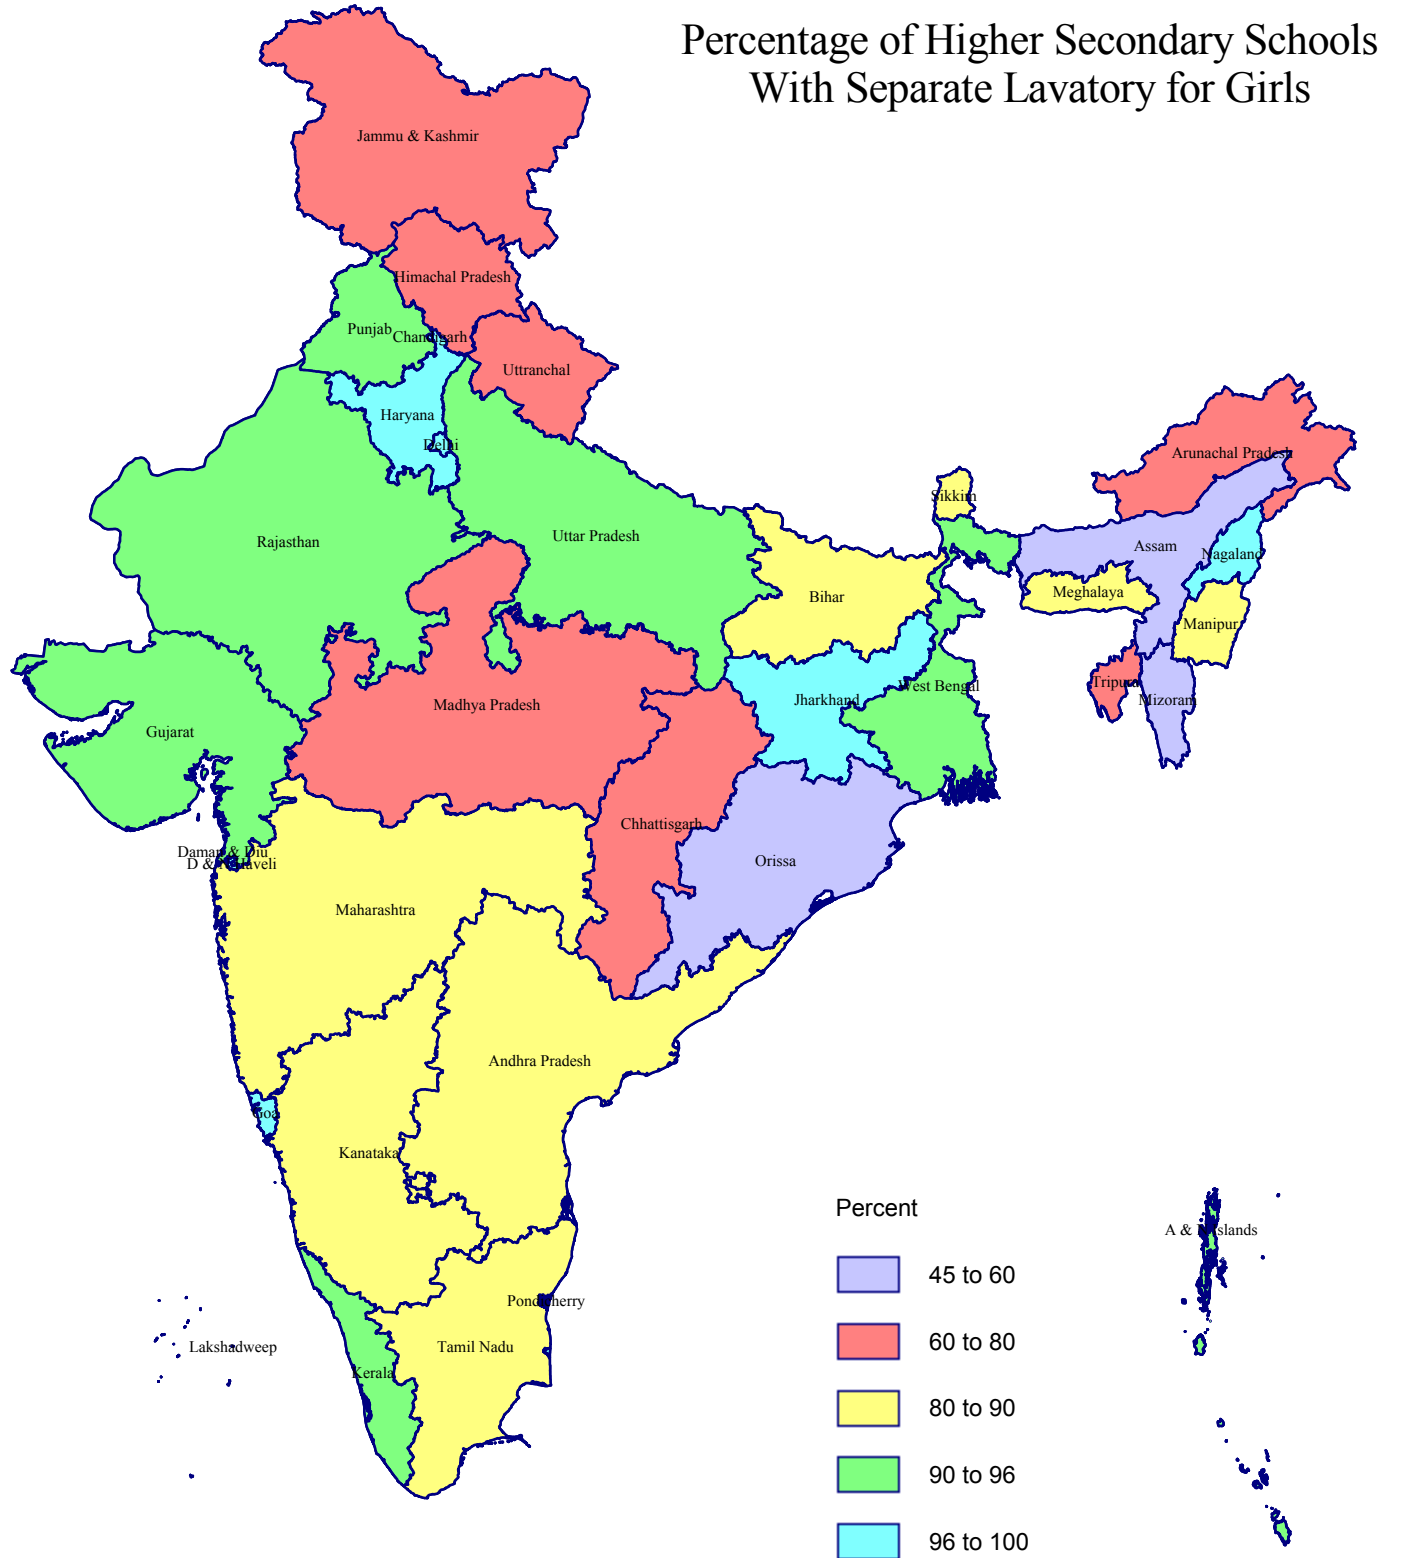 Percentage of Higher Secondary Schools
With Separate Lavatory for Girls
Jammu & Kashmir
Himachal Pradesh
Punjab
Chandigarh
Uttranchal
Haryana
Delhi
Arunachal Pradesh
Sikkim
Rajasthan
Uttar Pradesh
Assam
Nagaland
Bihar
Meghalaya
Manipur
Tripura
West Bengal
Jharkhand
Mizoram
Madhya Pradesh
Gujarat
Chhattisgarh
Daman & Diu
D & N Haveli
Orissa
Maharashtra
Andhra Pradesh
Goa
Kanataka
Percent
A & N Islands
45 to 60
Pondicherry
60 to 80
Lakshadweep
Tamil Nadu
Kerala
80 to 90
90 to 96
96 to 100